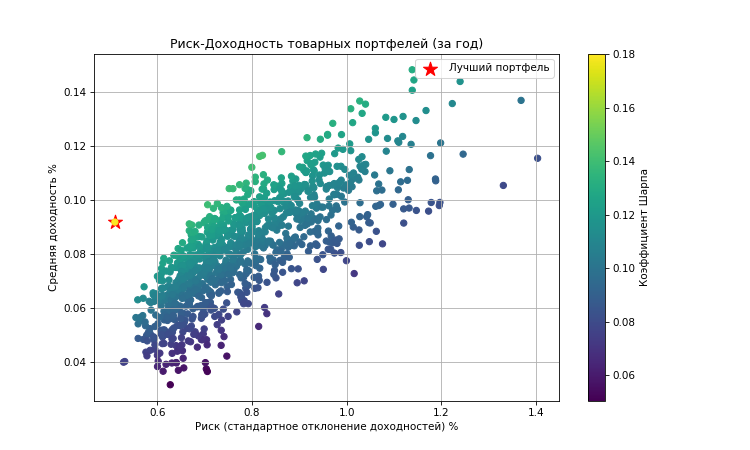 Риск-Доходность товарных портфелей (за год)
Лучший портфель
Средняя доходность %
0.14
0.12
0.10
0.08
0.06
0.04
0.6 0.8 1.0 1.2 1.4
Риск (стандартное отклонение доходностей) %
0.18
0.16
0.14
0.12
0.10
0.08
0.06
Коэффициент Шарпа